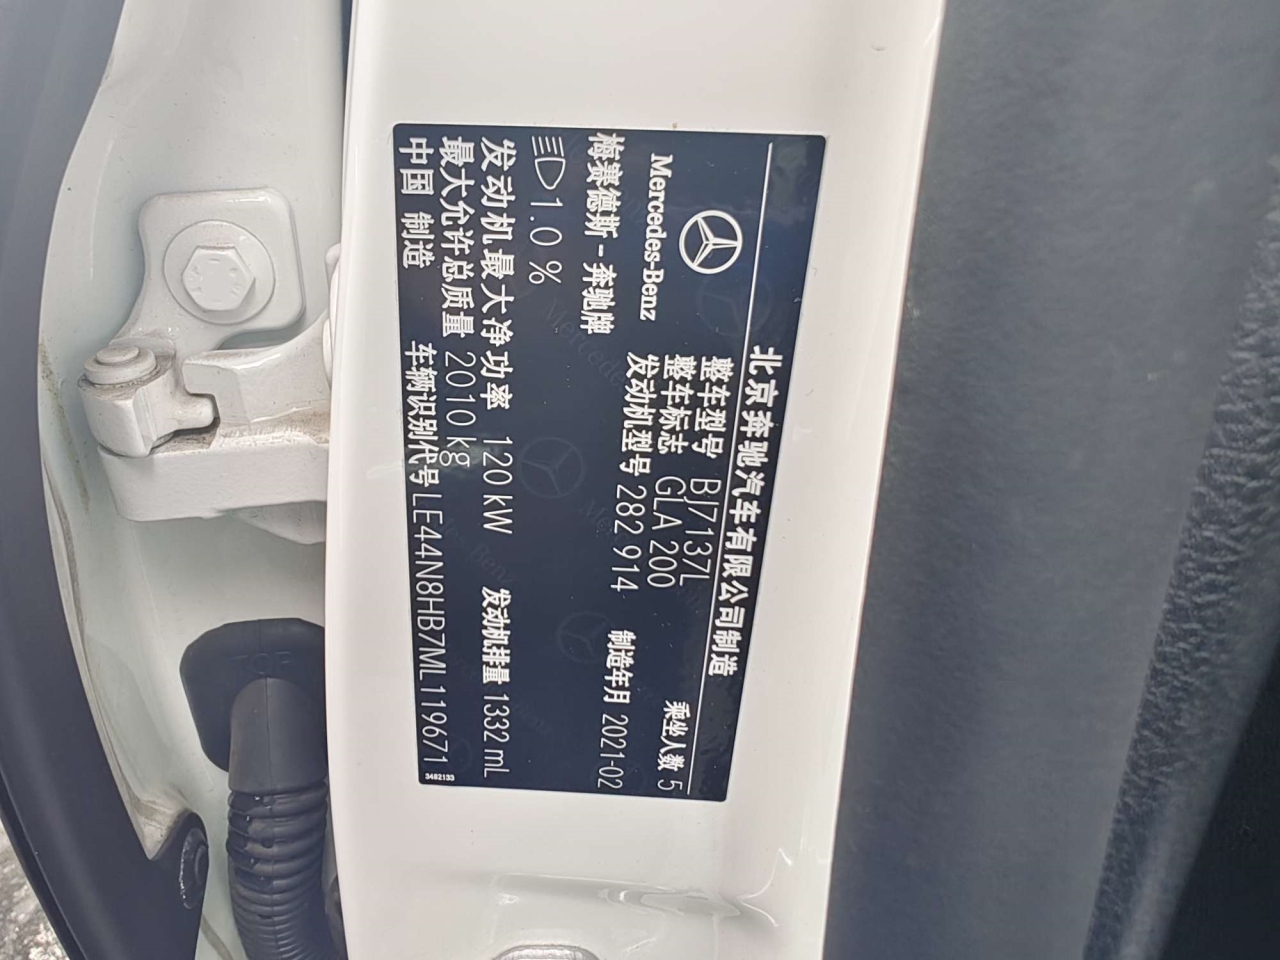 北京奔驰汽车有限公司制造
Mercedes-Benz
梅赛德斯-奔驰牌
整车型号 BJ7137L
整车标志 GLA 200
乘坐人数 5
发动机型号 282 914
制造年月 2021-02
1.0 %
发动机最大净功率 120 kW
发动机排量 1332 mL
最大允许总质量 2010 kg
中国 制造
车辆识别代号 LE44N8HB7ML119671
3482133